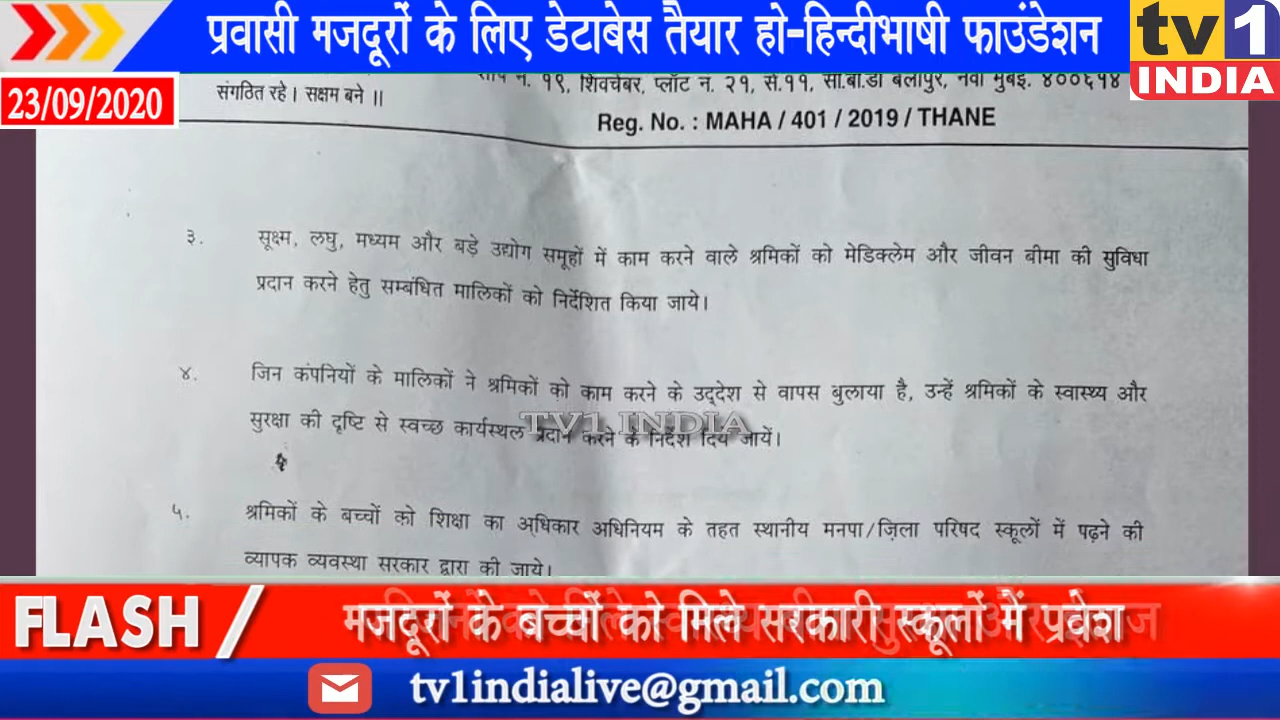 प्रवासी मजदूरों के लिए डेटाबेस तैयार हो-हिन्दीभाषी फाउंडेशन
tv1
INDIA
23/09/2020
संगठित रहे। सक्षम बने ॥
शॉप न. १९, शिवचेंबर, प्लॉट न. २१, से.११, सी.बी.डी बेलापुर, नवी मुंबई. ४००६१४
Reg. No. : MAHA / 401 / 2019 / THANE
३. सूक्ष्म, लघु, मध्यम और बड़े उद्योग समूहों में काम करने वाले श्रमिकों को मेडिक्लेम और जीवन बीमा की सुविधा
प्रदान करने हेतु सम्बंधित मालिकों को निर्देशित किया जाये।
४. जिन कंपनियों के मालिकों ने श्रमिकों को काम करने के उद्देश से वापस बुलाया है, उन्हें श्रमिकों के स्वास्थ्य और
सुरक्षा की दृष्टि से स्वच्छ कार्यस्थल प्रदान करने के निर्देश दिये जायें।
TV1 INDIA
५. श्रमिकों के बच्चों को शिक्षा का अधिकार अधिनियम के तहत स्थानीय मनपा/ज़िला परिषद स्कूलों में पढ़ने की
व्यापक व्यवस्था सरकार द्वारा की जाये।
FLASH /
मजदूरों के बच्चों को मिले सरकारी स्कूलों में प्रवेश
tv1indialive@gmail.com